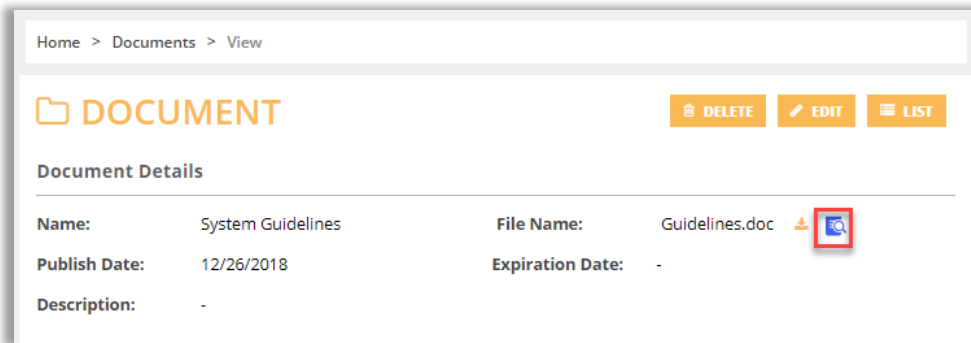 Home > Documents > View
DOCUMENT
DELETE
EDIT
LIST
Document Details
Name: System Guidelines File Name: Guidelines.doc
Publish Date: 12/26/2018 Expiration Date: -
Description: -